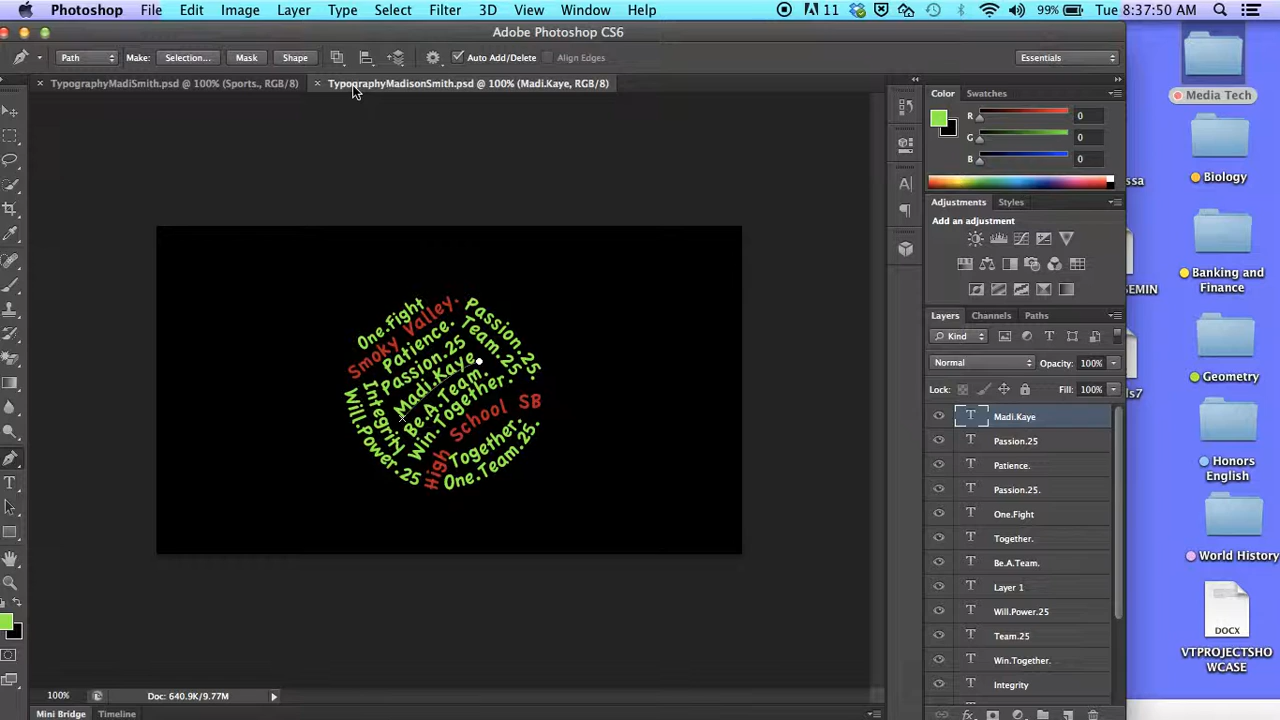 Photoshop File Edit Image Layer Type Select Filter 3D View Window Help 11 99% Tue 8:37:50 AM
Adobe Photoshop CS6
Path Make: Selection... Mask Shape Auto Add/Delete Align Edges Essentials
× TypographyMadiSmith.psd @ 100% (Sports., RGB/8) × TypographyMadisonSmith.psd @ 100% (Madi.Kaye, RGB/8)
Media Tech
Color Swatches
R 0
G 0
B 0
ssa
Biology
Adjustments Styles
Add an adjustment
Banking and
Finance
EMIN
One.Fight
Smoky Valley.
Patience.
Passion.25
Madi.Kaye
Be.A.Team.
Win.Together.
Passion.25.
Team.25
Integrity
Will.Power.25
High School SB
Together.
One.Team.25.
Layers Channels Paths
Kind
Normal Opacity: 100%
Lock: Fill: 100%
Geometry
ls7
T Madi.Kaye
T Passion.25
T Patience.
T Passion.25.
T One.Fight
T Together.
T Be.A.Team.
T Layer 1
T Will.Power.25
T Team.25
T Win.Together.
T Integrity
Honors
English
World History
DOCX
VTPROJECTSHO
WCASE
100% Doc: 640.9K/9.77M
Mini Bridge Timeline
fx